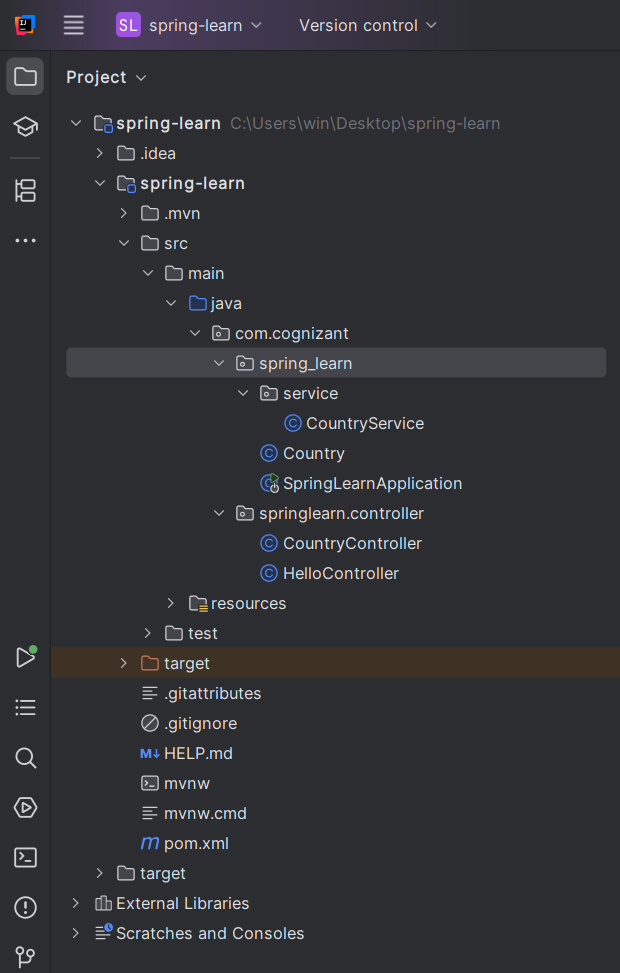 SL spring-learn Version control
Project
spring-learn C:\Users\win\Desktop\spring-learn
.idea
spring-learn
.mvn
src
main
java
com.cognizant
spring_learn
service
CountryService
Country
SpringLearnApplication
springlearn.controller
CountryController
HelloController
resources
test
target
.gitattributes
.gitignore
HELP.md
mvnw
mvnw.cmd
pom.xml
target
External Libraries
Scratches and Consoles